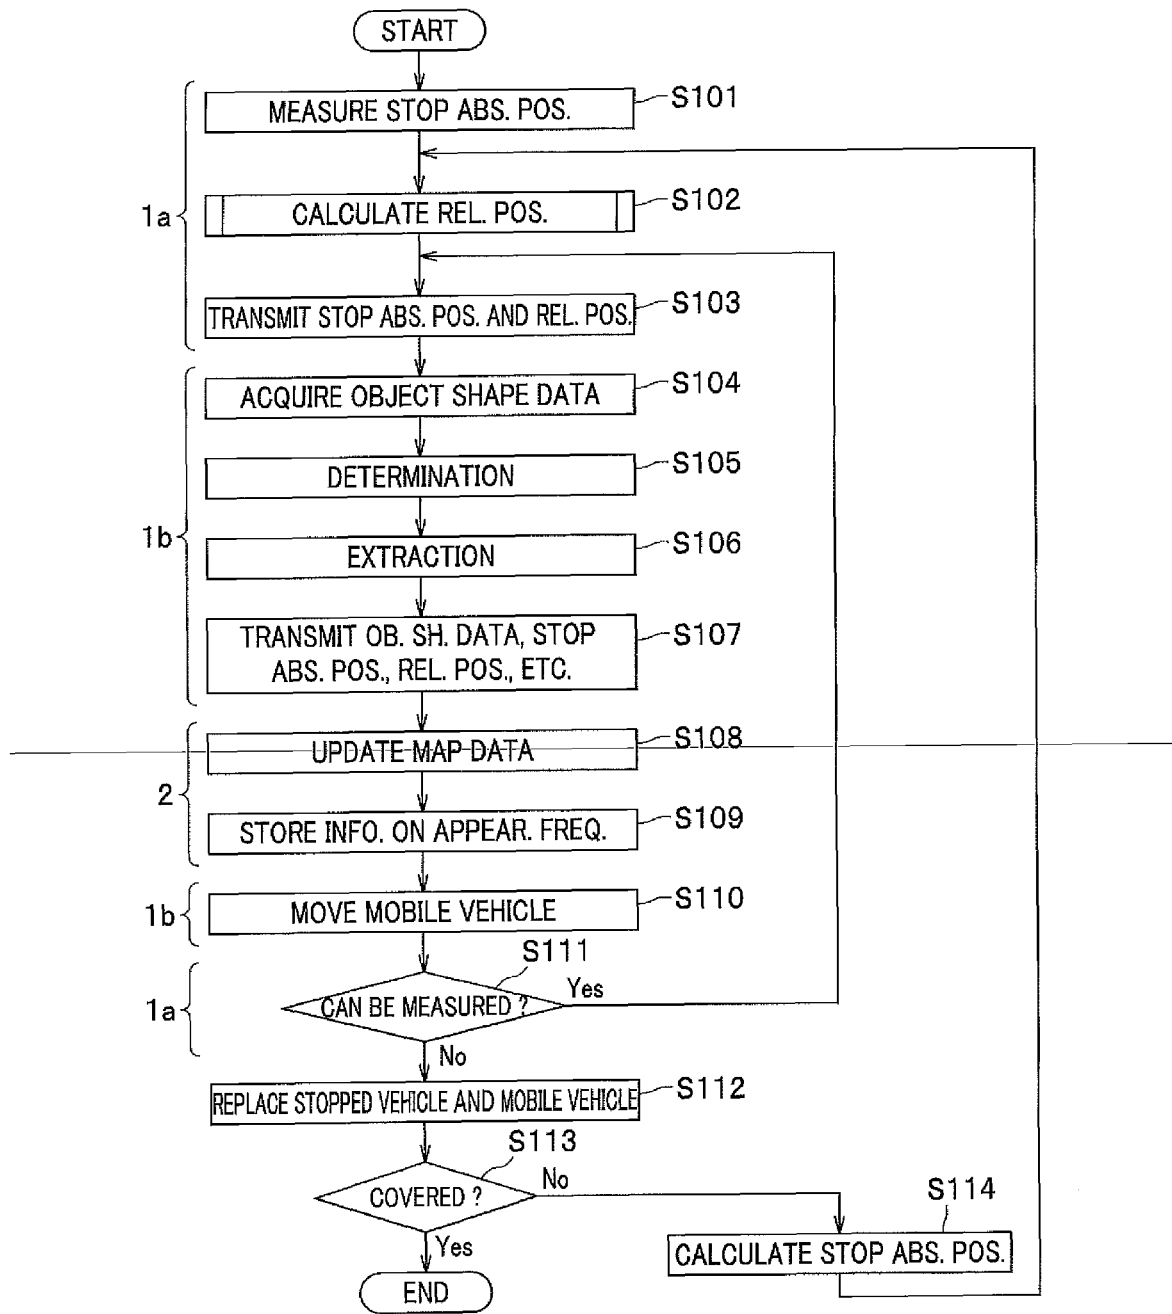 START
MEASURE STOP ABS. POS.
S101
1a
CALCULATE REL. POS.
S102
TRANSMIT STOP ABS. POS. AND REL. POS.
S103
ACQUIRE OBJECT SHAPE DATA
S104
DETERMINATION
S105
1b
EXTRACTION
S106
TRANSMIT OB. SH. DATA, STOP
ABS. POS., REL. POS., ETC.
S107
UPDATE MAP DATA
S108
2
STORE INFO. ON APPEAR. FREQ.
S109
1b
MOVE MOBILE VEHICLE
S110
S111
1a
CAN BE MEASURED ?
Yes
No
REPLACE STOPPED VEHICLE AND MOBILE VEHICLE
S112
S113
COVERED ?
No
Yes
S114
CALCULATE STOP ABS. POS.
END